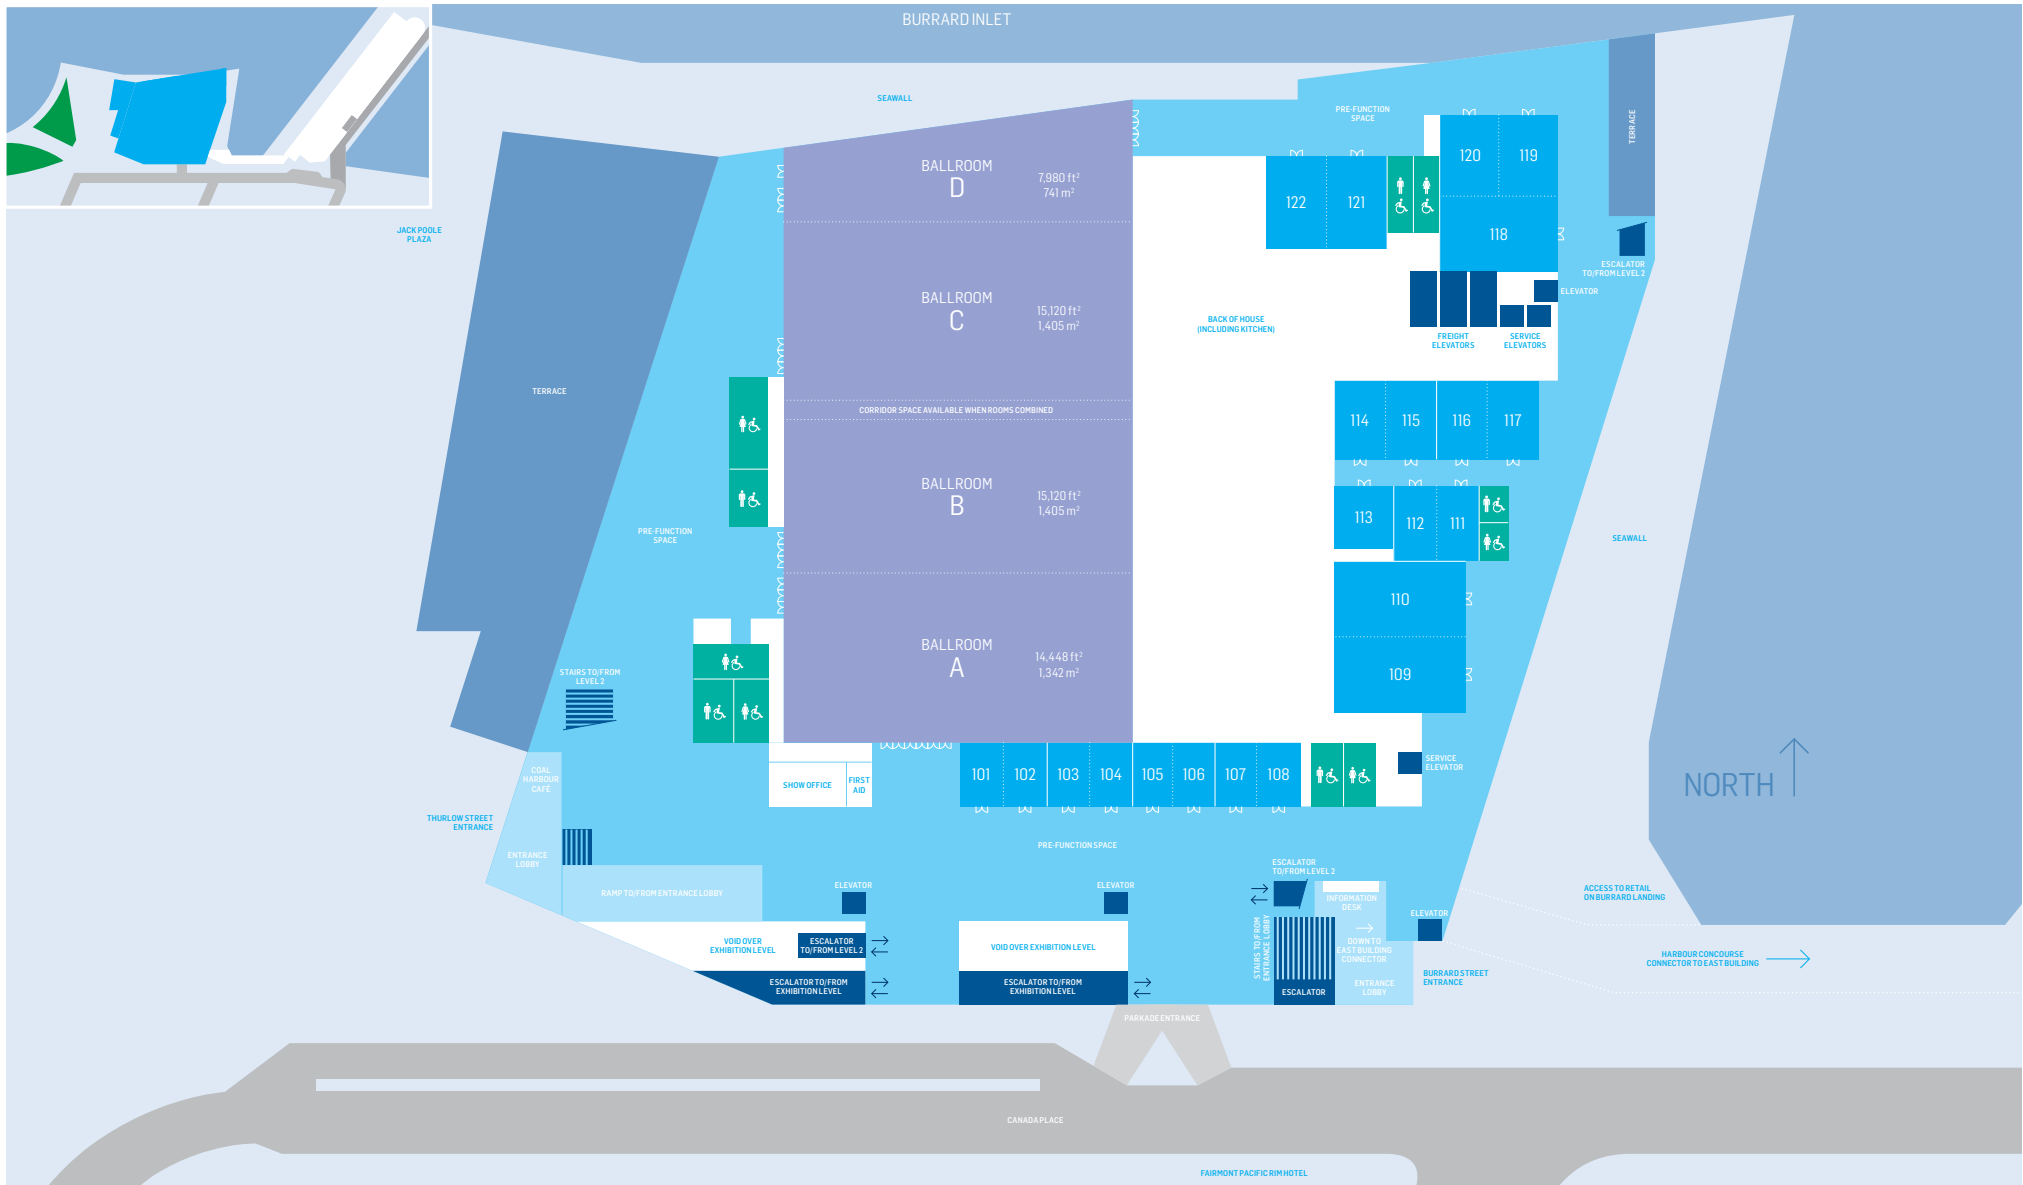 BURRARD INLET
SEAWALL
PRE-FUNCTION
SPACE
TERRACE
JACK POOLE
PLAZA
BALLROOM
D
7,980 ft²
741 m²
120
119
122
121
118
ESCALATOR
TO/FROM LEVEL 2
ELEVATOR
BALLROOM
C
15,120 ft²
1,405 m²
BACK OF HOUSE
(INCLUDING KITCHEN)
FREIGHT
ELEVATORS
SERVICE
ELEVATORS
TERRACE
CORRIDOR SPACE AVAILABLE WHEN ROOMS COMBINED
114
115
116
117
BALLROOM
B
15,120 ft²
1,405 m²
113
112
111
PRE-FUNCTION
SPACE
SEAWALL
110
BALLROOM
A
14,448 ft²
1,342 m²
109
STAIRS TO/FROM
LEVEL 2
COAL
HARBOUR
CAFÉ
SHOW OFFICE
FIRST
AID
101
102
103
104
105
106
107
108
SERVICE
ELEVATOR
NORTH
THURLOW STREET
ENTRANCE
ENTRANCE
LOBBY
PRE-FUNCTION SPACE
RAMP TO/FROM ENTRANCE LOBBY
ELEVATOR
ELEVATOR
ESCALATOR
TO/FROM LEVEL 2
INFORMATION
DESK
ELEVATOR
ACCESS TO RETAIL
ON BURRARD LANDING
VOID OVER
EXHIBITION LEVEL
ESCALATOR
TO/FROM LEVEL 2
VOID OVER EXHIBITION LEVEL
STAIRS TO/FROM
ENTRANCE LOBBY
DOWN TO
EAST BUILDING
CONNECTOR
HARBOUR CONCOURSE
CONNECTOR TO EAST BUILDING
ESCALATOR TO/FROM
EXHIBITION LEVEL
ESCALATOR TO/FROM
EXHIBITION LEVEL
ESCALATOR
ENTRANCE
LOBBY
BURRARD STREET
ENTRANCE
PARKADE ENTRANCE
CANADA PLACE
FAIRMONT PACIFIC RIM HOTEL